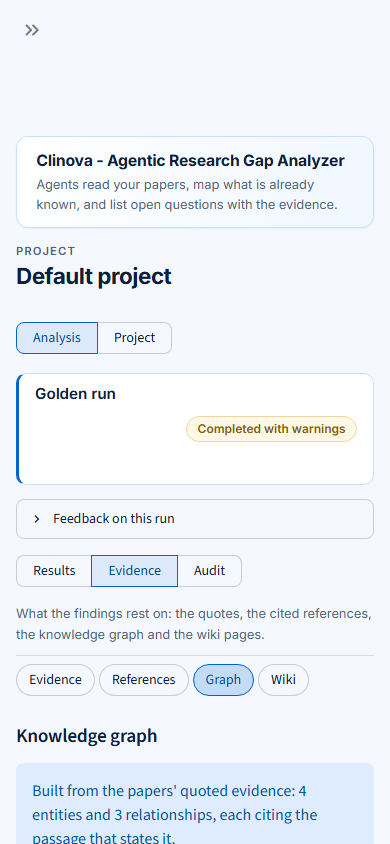 Clinova - Agentic Research Gap Analyzer
Agents read your papers, map what is already
known, and list open questions with the evidence.
PROJECT
Default project
Analysis Project
Golden run
Completed with warnings
Feedback on this run
Results Evidence Audit
What the findings rest on: the quotes, the cited references,
the knowledge graph and the wiki pages.
Evidence References Graph Wiki
Knowledge graph
Built from the papers' quoted evidence: 4
entities and 3 relationships, each citing the
passage that states it.